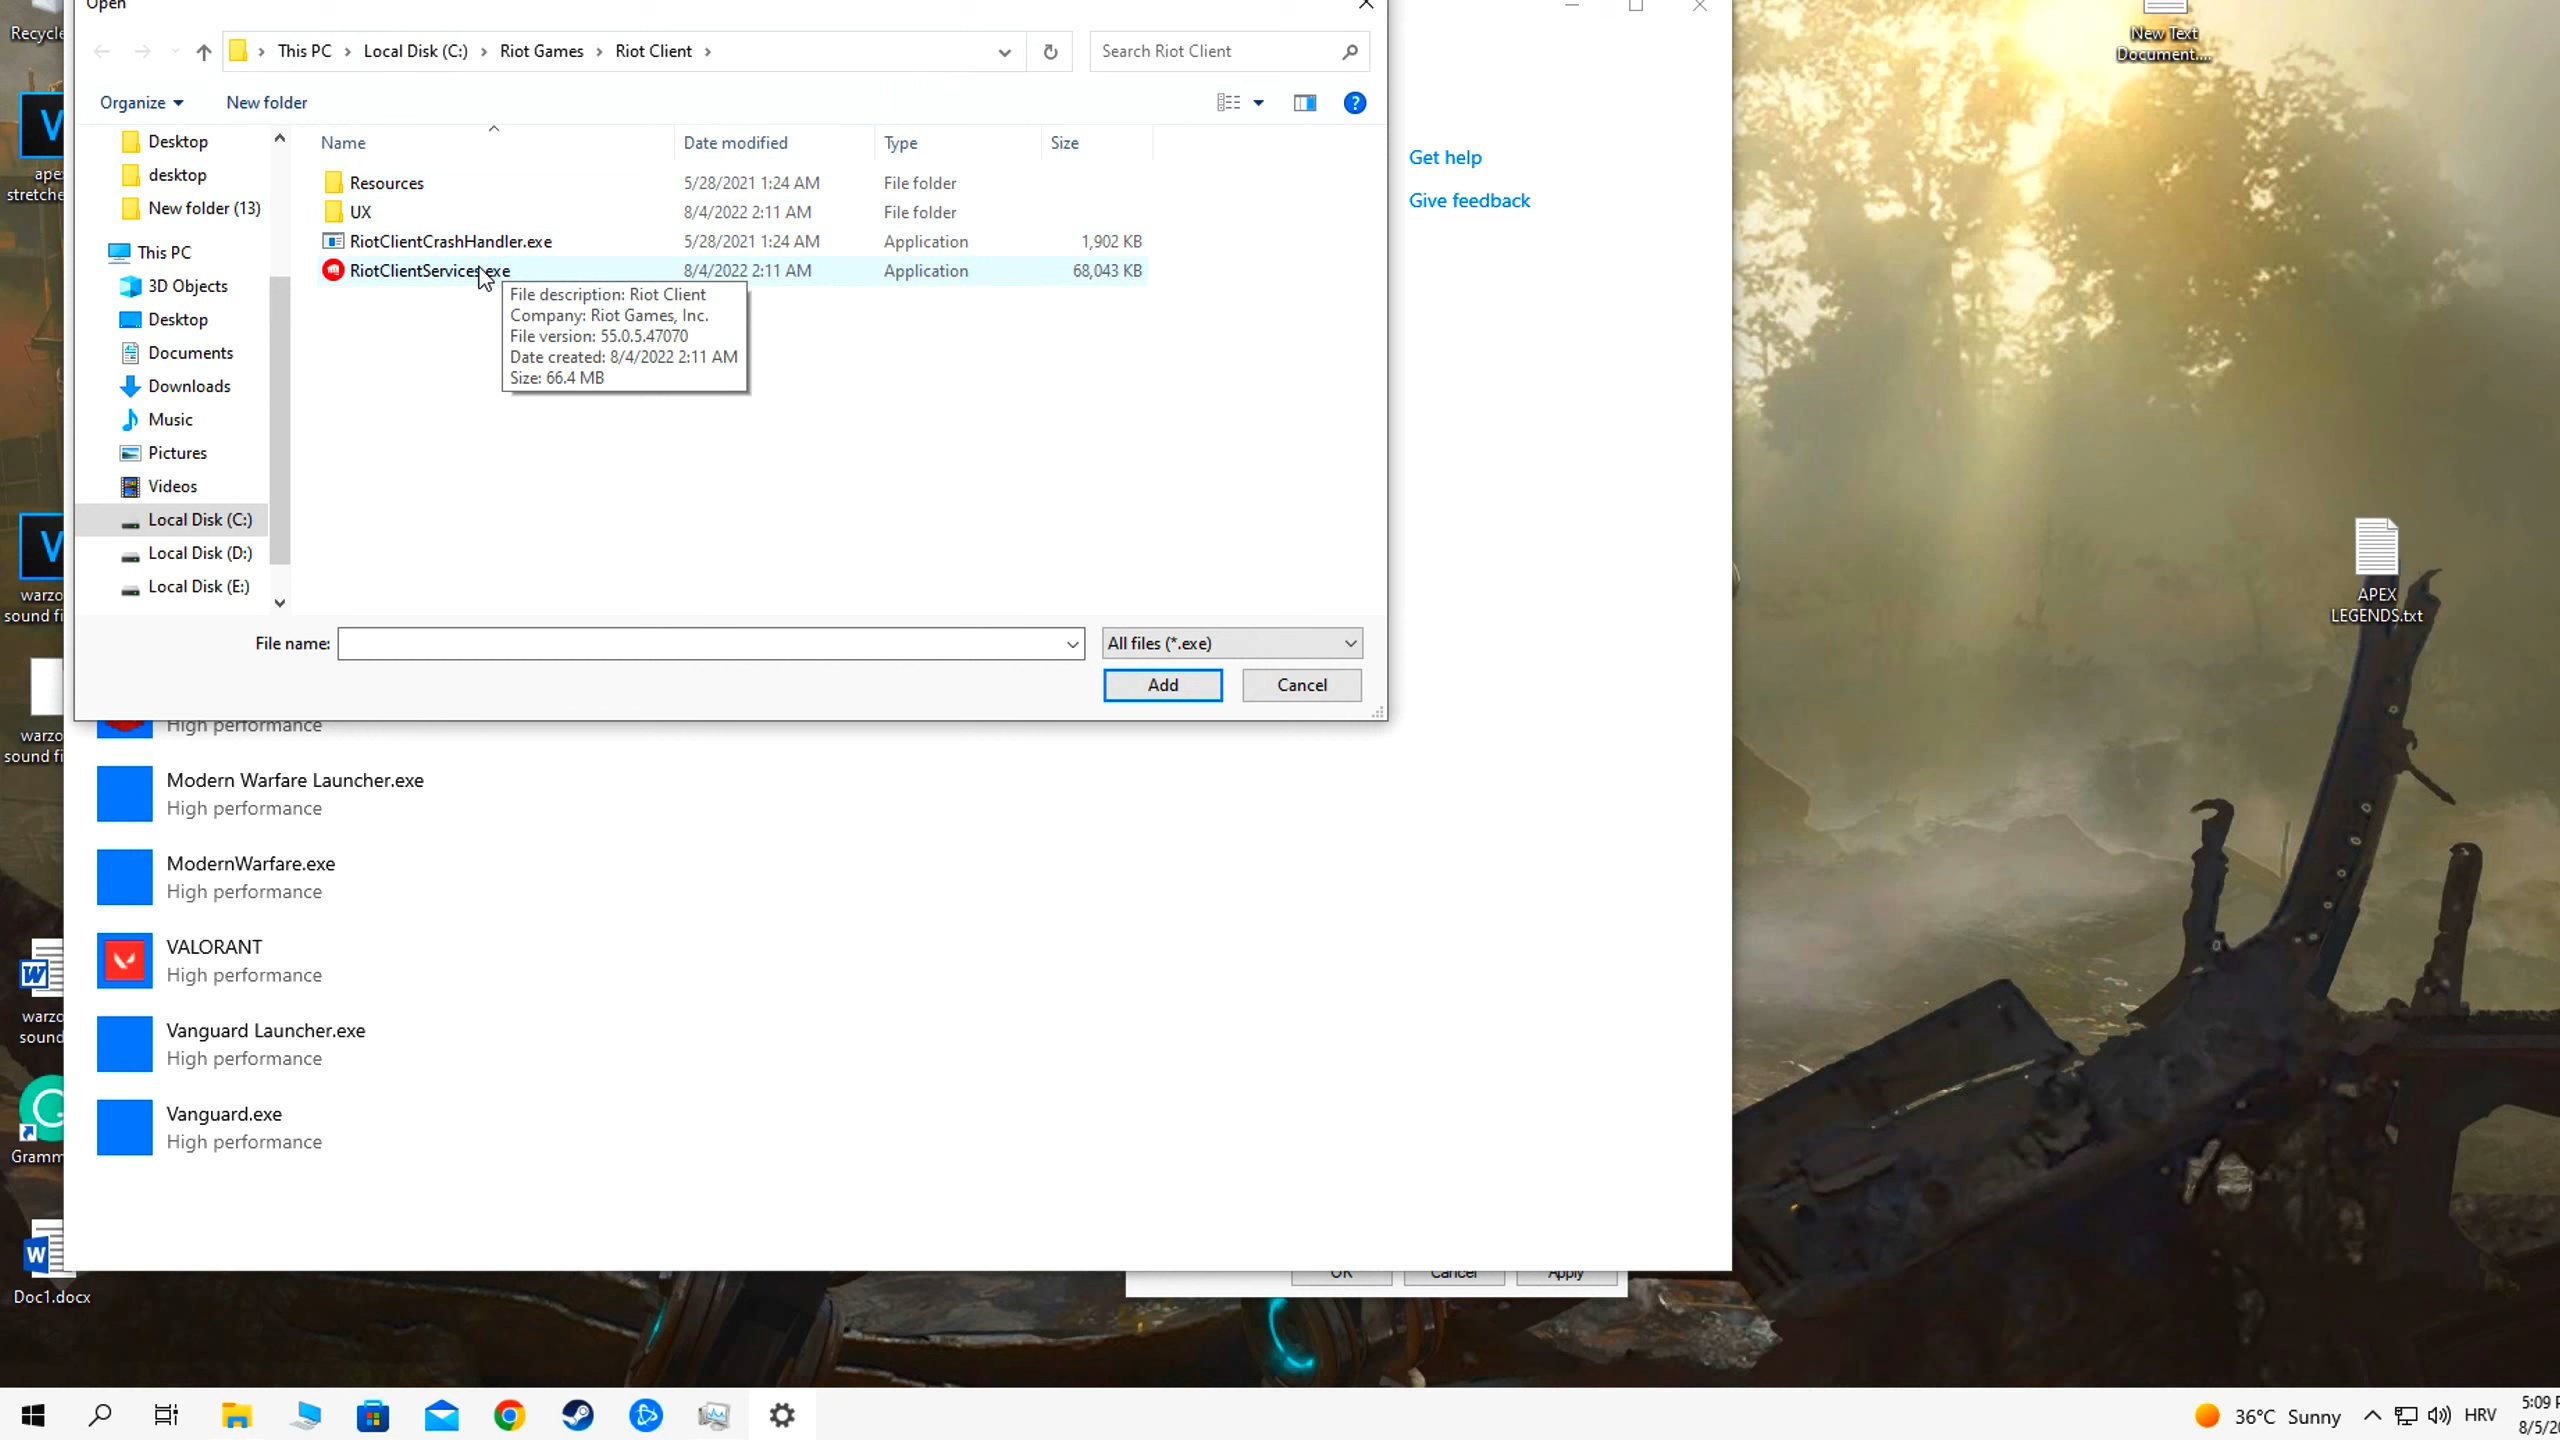 Open
This PC
Local Disk (C:)
Riot Games
Riot Client
Search Riot Client
Organize
New folder
Name
Date modified
Type
Size
Desktop
desktop
New folder (13)
This PC
3D Objects
Desktop
Documents
Downloads
Music
Pictures
Videos
Local Disk (C:)
Local Disk (D:)
Local Disk (E:)
Resources 5/28/2021 1:24 AM File folder
UX 8/4/2022 2:11 AM File folder
RiotClientCrashHandler.exe 5/28/2021 1:24 AM Application 1,902 KB
RiotClientServices.exe 8/4/2022 2:11 AM Application 68,043 KB
File description: Riot Client
Company: Riot Games, Inc.
File version: 55.0.5.47070
Date created: 8/4/2022 2:11 AM
Size: 66.4 MB
File name:
All files (*.exe)
Add
Cancel
Get help
Give feedback
High performance
Modern Warfare Launcher.exe
High performance
ModernWarfare.exe
High performance
VALORANT
High performance
Vanguard Launcher.exe
High performance
Vanguard.exe
High performance
OK
Cancel
Apply
Recycle
apex
stretche
warzo
sound fi
warzo
sound fi
warzo
sound
Gramm
Doc1.docx
New Text
Document....
APEX
LEGENDS.txt
36°C Sunny
HRV
5:09 P
8/5/20